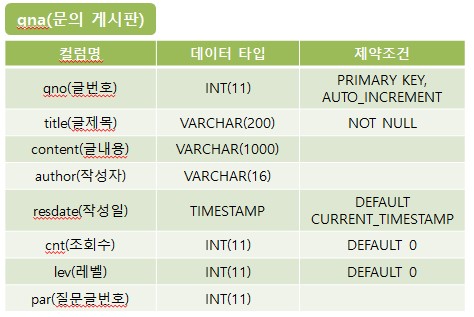 qna(문의 게시판)
컬럼명 데이터 타입 제약조건
qno(글번호) INT(11) PRIMARY KEY, AUTO_INCREMENT
title(글제목) VARCHAR(200) NOT NULL
content(글내용) VARCHAR(1000)
author(작성자) VARCHAR(16)
resdate(작성일) TIMESTAMP DEFAULT CURRENT_TIMESTAMP
cnt(조회수) INT(11) DEFAULT 0
lev(레벨) INT(11) DEFAULT 0
par(질문글번호) INT(11)